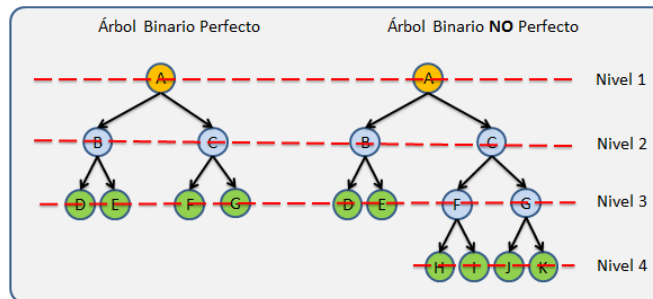 Árbol Binario Perfecto
Árbol Binario NO Perfecto
A
A
Nivel 1
B
C
B
C
Nivel 2
D
E
F
G
D
E
F
G
Nivel 3
H
I
J
K
Nivel 4